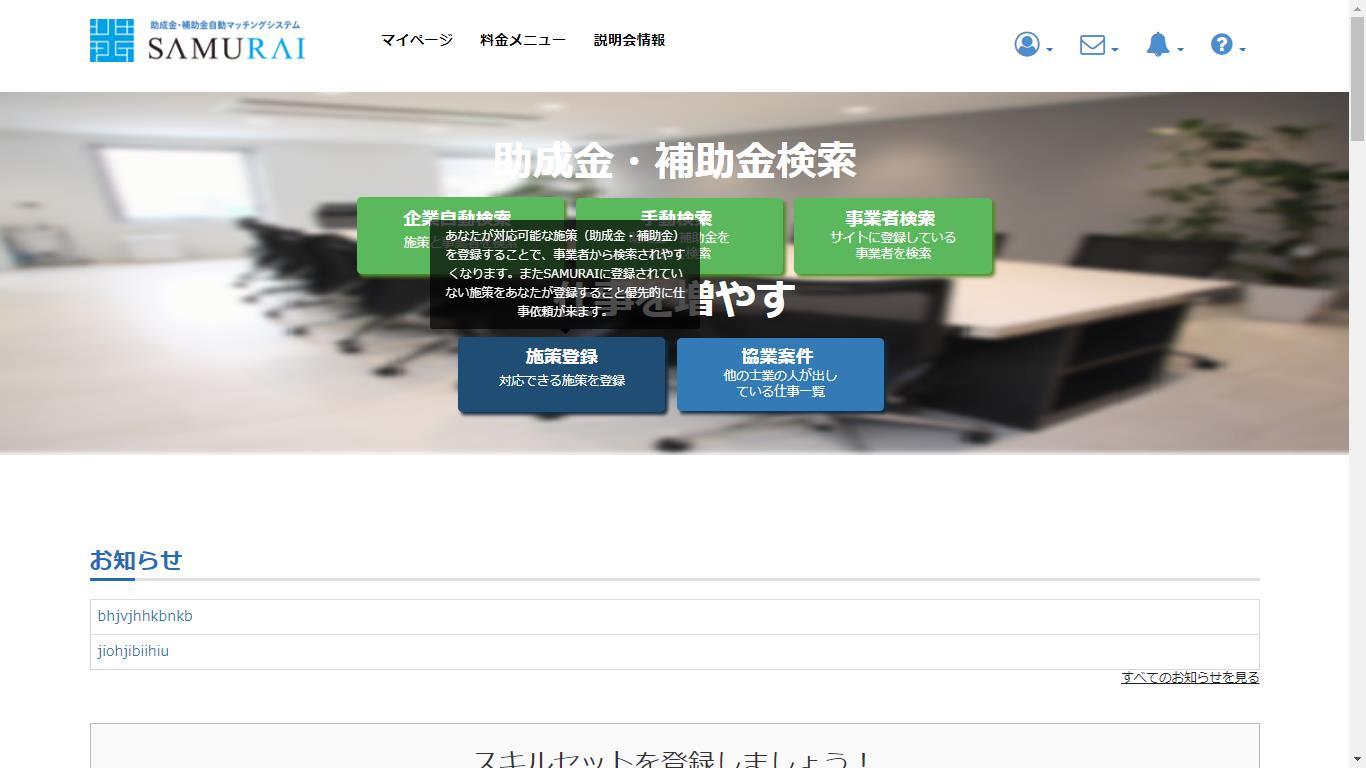 助成金・補助金自動マッチングシステム
SAMURAI
マイページ
料金メニュー
説明会情報
助成金・補助金検索
企業自動検索
施策
手動検索
補助金を
検索
事業者検索
サイトに登録している
事業者を検索
あなたが対応可能な施策（助成金・補助金）
を登録することで、事業者から検索されやす
くなります。またSAMURAIに登録されてい
ない施策をあなたが登録すること優先的に仕
事依頼が来ます。
仕事を増やす
施策登録
対応できる施策を登録
協業案件
他の士業の人が出し
ている仕事一覧
お知らせ
bhjvjhhkbnkb
jiohjibiihiu
すべてのお知らせを見る
スキルセットを登録しましょう！